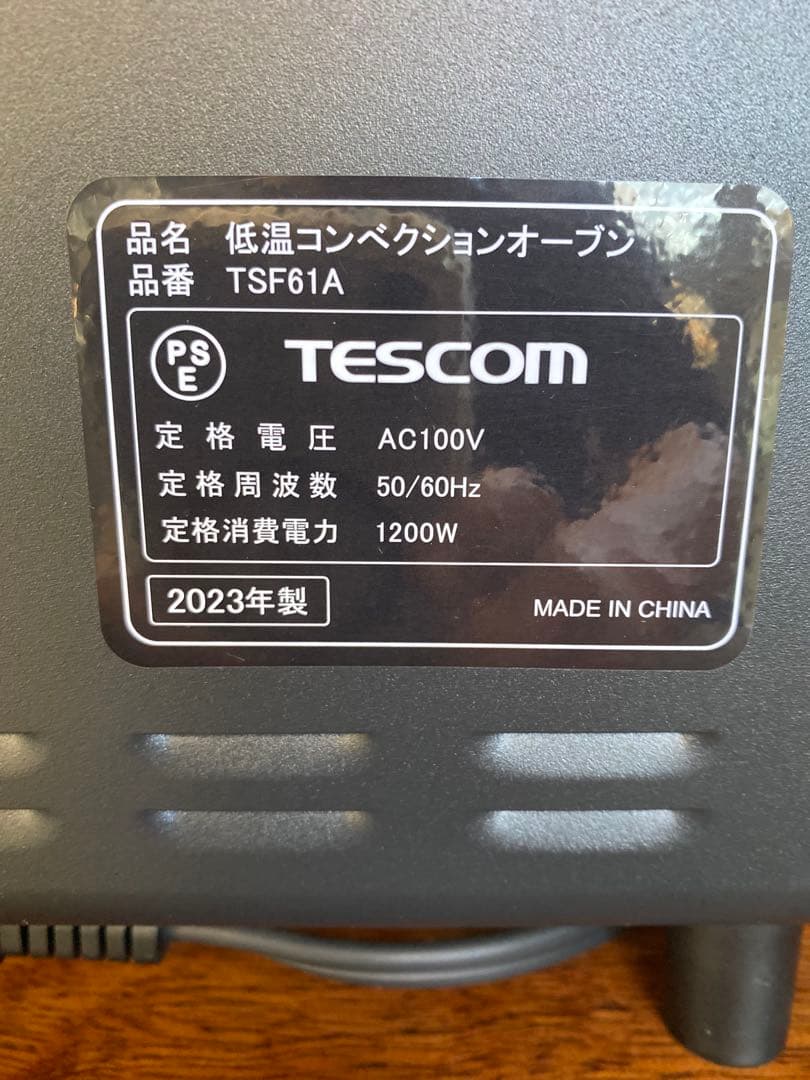 品名 低温コンベクションオーブン
品番 TSF61A
PSE TESCOM
定格電圧 AC100V
定格周波数 50/60Hz
定格消費電力 1200W
2023年製 MADE IN CHINA